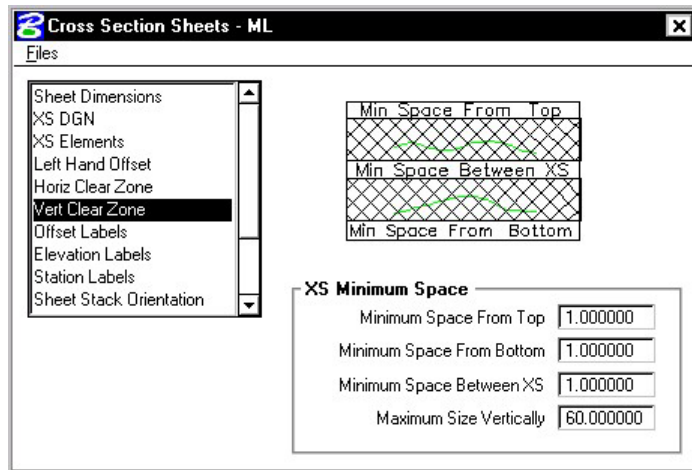 Cross Section Sheets - ML
Files
Sheet Dimensions
XS DGN
XS Elements
Left Hand Offset
Horiz Clear Zone
Vert Clear Zone
Offset Labels
Elevation Labels
Station Labels
Sheet Stack Orientation
Min Space From Top
Min Space Between XS
Min Space From Bottom
XS Minimum Space
Minimum Space From Top 1.000000
Minimum Space From Bottom 1.000000
Minimum Space Between XS 1.000000
Maximum Size Vertically 60.000000